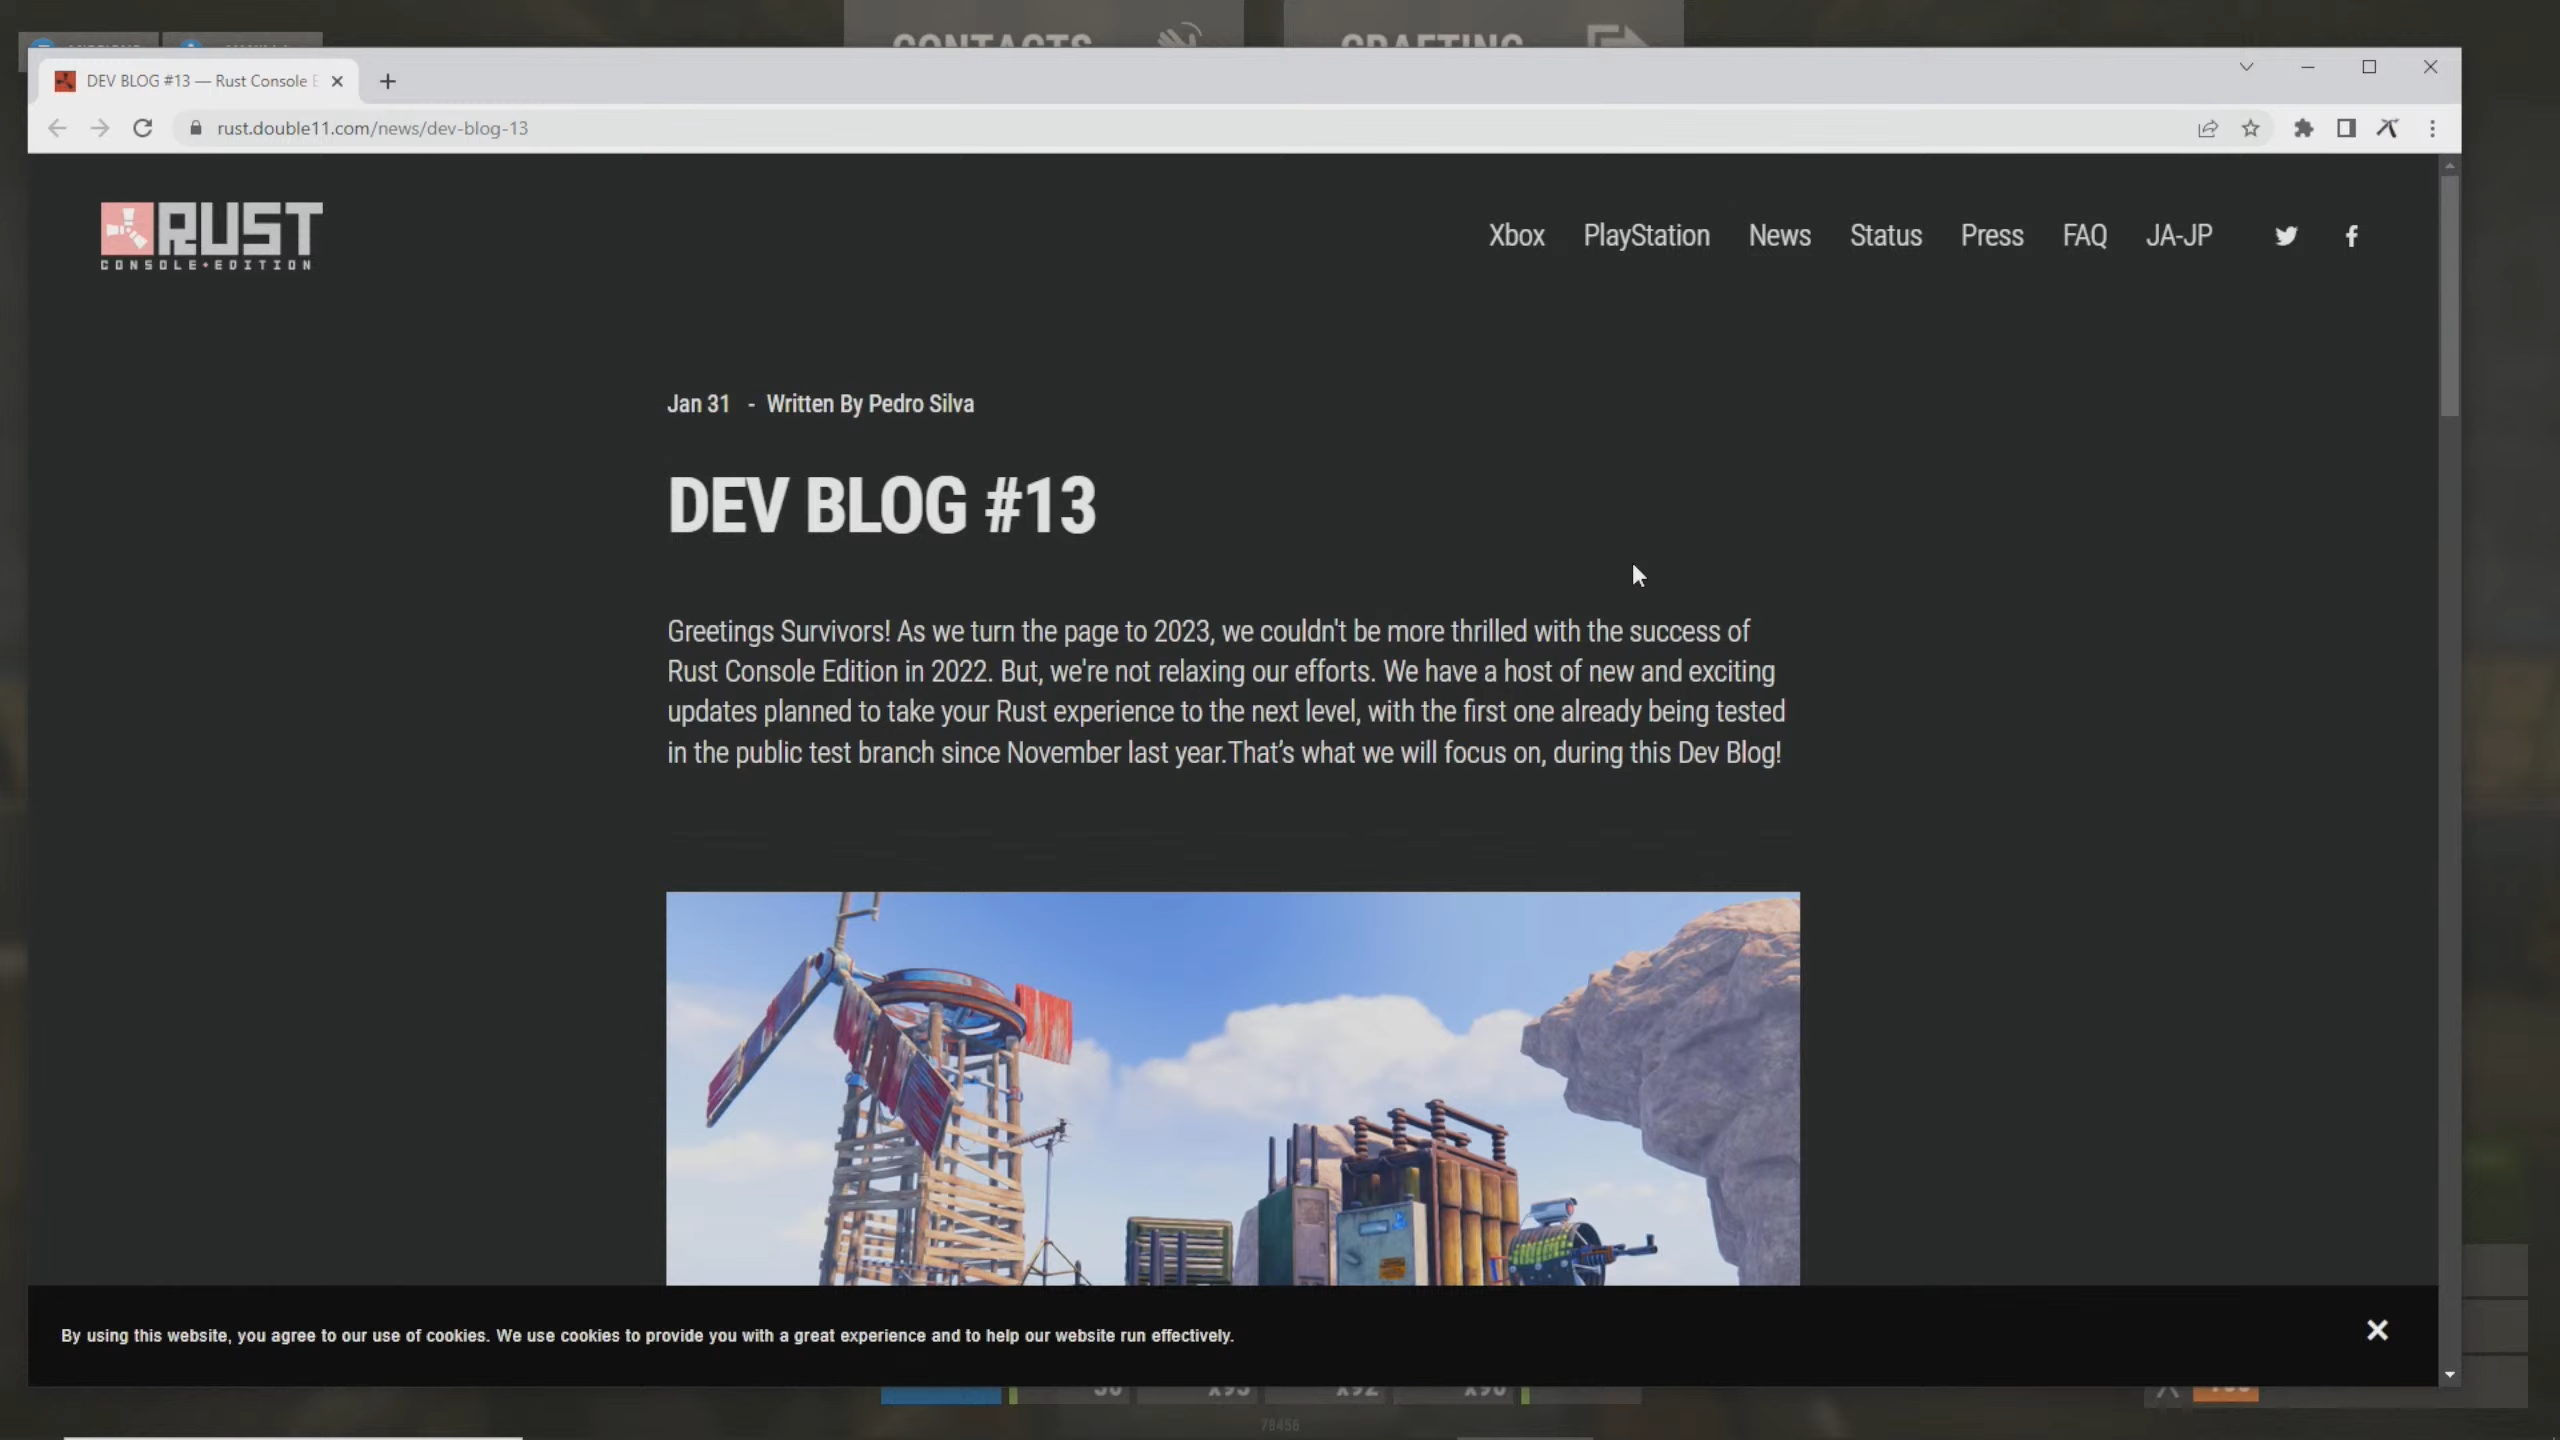 CONTACTS
CRAFTING
DEV BLOG #13 — Rust Console E
rust.double11.com/news/dev-blog-13
RUST
CONSOLE•EDITION
Xbox PlayStation News Status Press FAQ JA-JP
Jan 31 - Written By Pedro Silva
DEV BLOG #13
Greetings Survivors! As we turn the page to 2023, we couldn't be more thrilled with the success of
Rust Console Edition in 2022. But, we're not relaxing our efforts. We have a host of new and exciting
updates planned to take your Rust experience to the next level, with the first one already being tested
in the public test branch since November last year.That’s what we will focus on, during this Dev Blog!
By using this website, you agree to our use of cookies. We use cookies to provide you with a great experience and to help our website run effectively.
78456